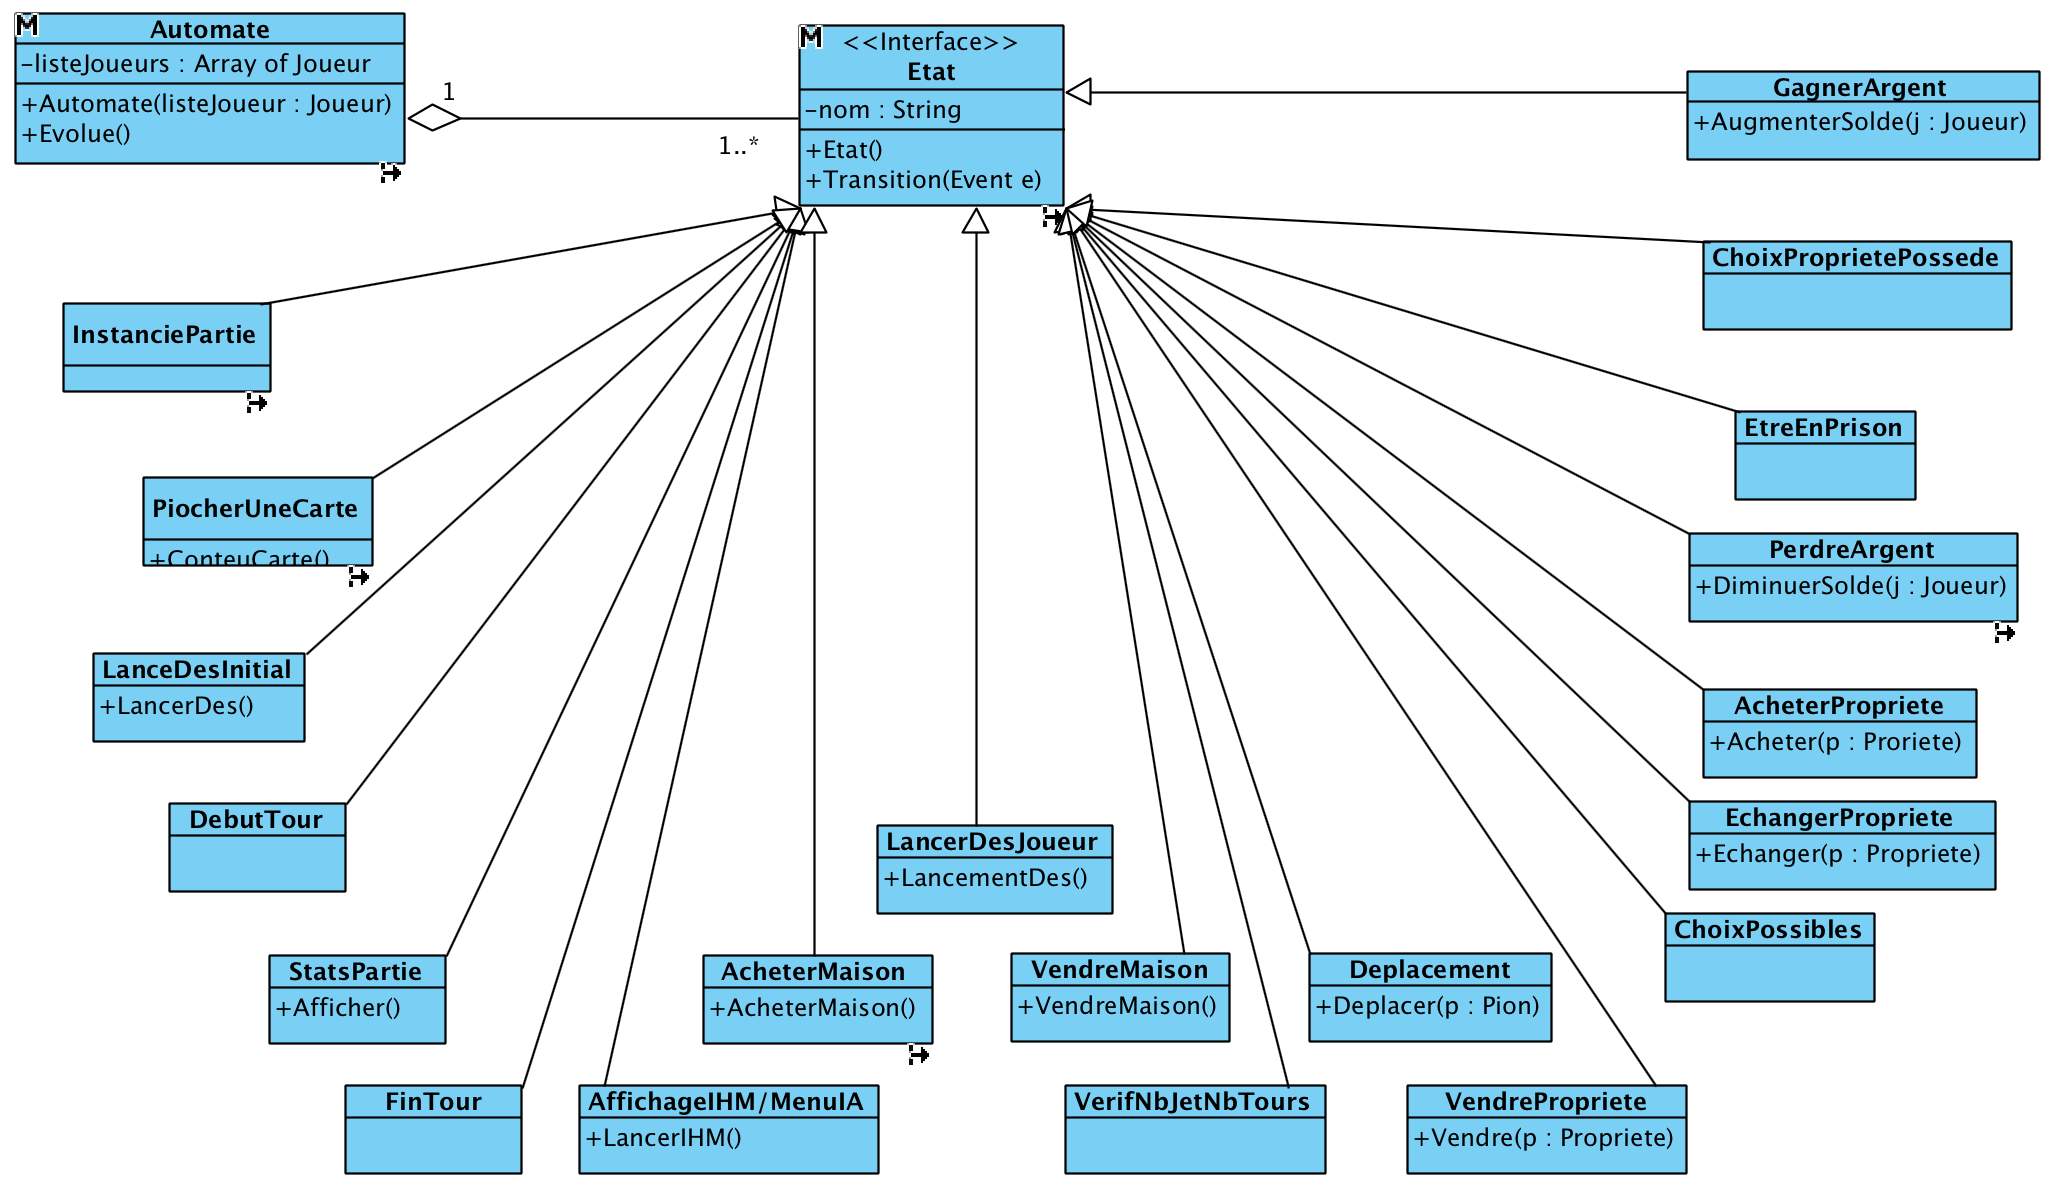 Automate
-listeJoueurs : Array of Joueur
+Automate(listeJoueur : Joueur)
+Evolue()
1
1..*
<<Interface>>
Etat
-nom : String
+Etat()
+Transition(Event e)
GagnerArgent
+AugmenterSolde(j : Joueur)
ChoixProprietePossede
InstanciePartie
EtreEnPrison
PiocherUneCarte
+ConteuCarte()
PerdreArgent
+DiminuerSolde(j : Joueur)
LanceDesInitial
+LancerDes()
AcheterPropriete
+Acheter(p : Proriete)
DebutTour
LancerDesJoueur
+LancementDes()
EchangerPropriete
+Echanger(p : Propriete)
ChoixPossibles
StatsPartie
+Afficher()
AcheterMaison
+AcheterMaison()
VendreMaison
+VendreMaison()
Deplacement
+Deplacer(p : Pion)
FinTour
AffichageIHM/MenuIA
+LancerIHM()
VerifNbJetNbTours
VendrePropriete
+Vendre(p : Propriete)